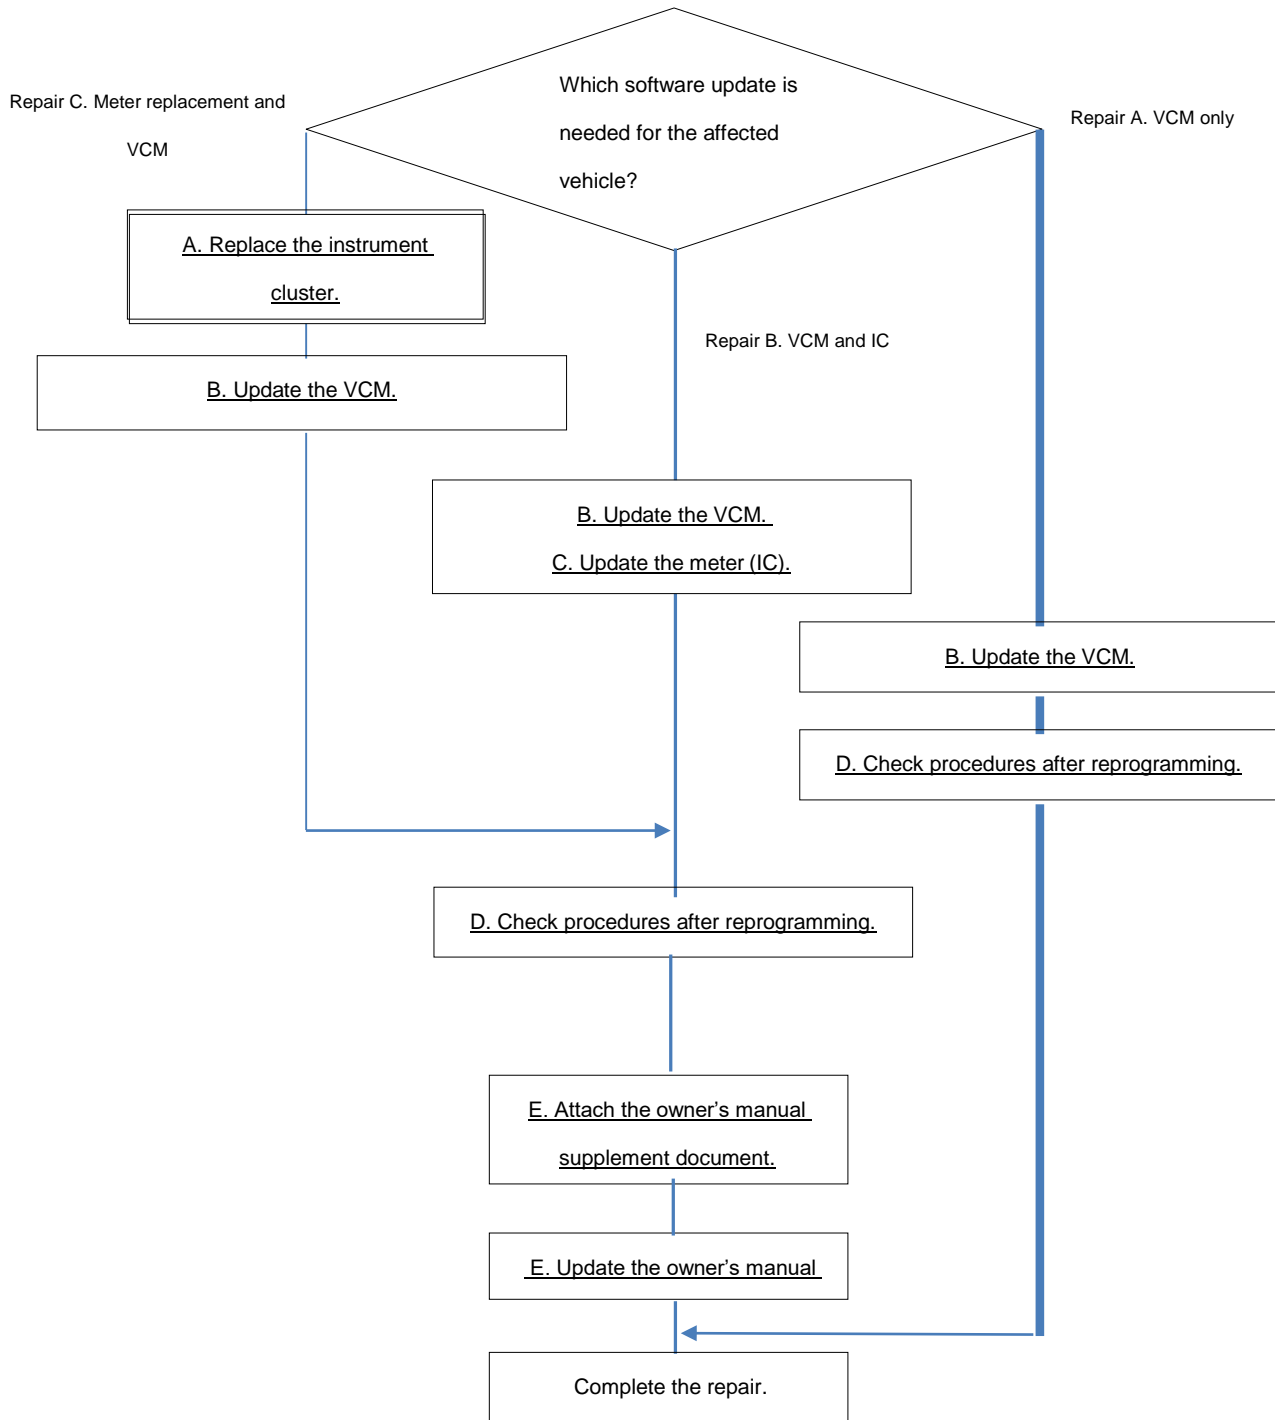 Which software update is
needed for the affected
vehicle?
Repair C. Meter replacement and
VCM
Repair A. VCM only
A. Replace the instrument
cluster.
Repair B. VCM and IC
B. Update the VCM.
B. Update the VCM.
C. Update the meter (IC).
B. Update the VCM.
D. Check procedures after reprogramming.
D. Check procedures after reprogramming.
E. Attach the owner’s manual
supplement document.
E. Update the owner’s manual
Complete the repair.